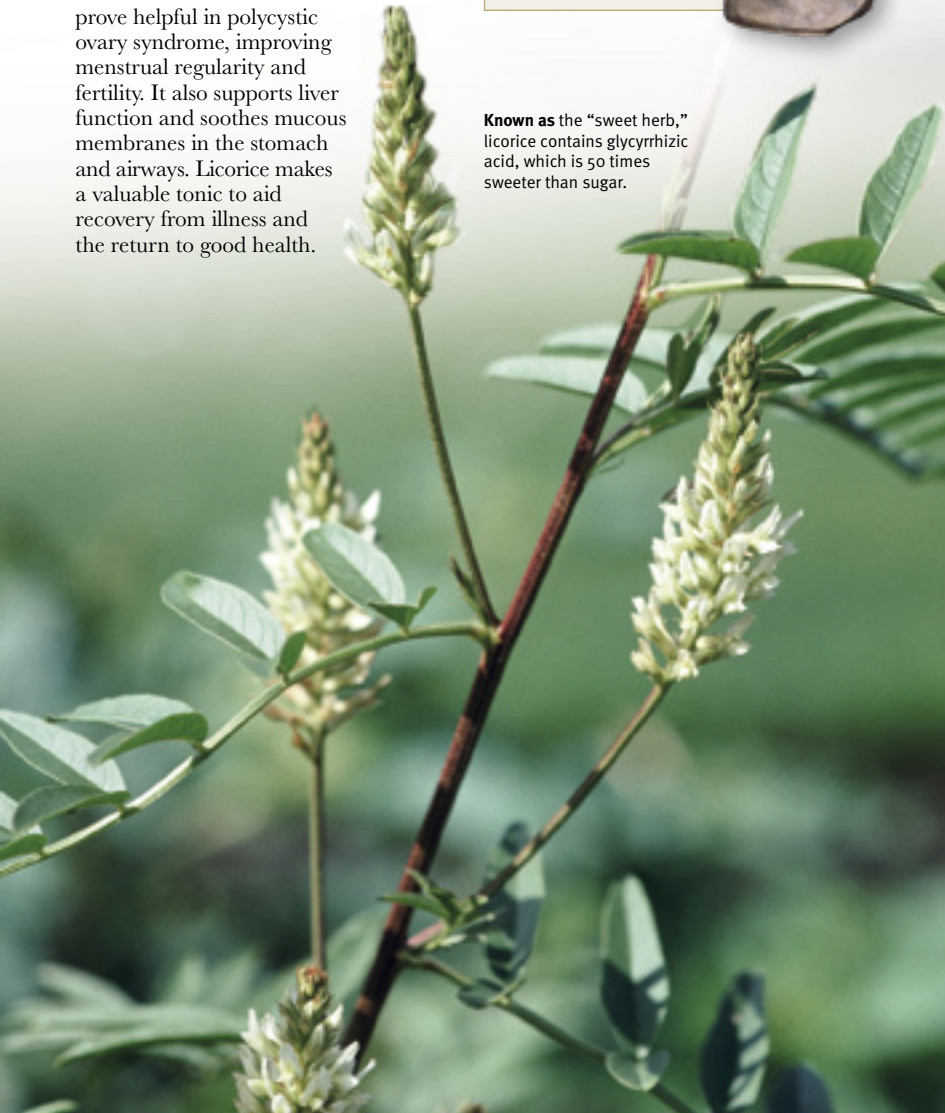 prove helpful in polycystic
ovary syndrome, improving
menstrual regularity and
fertility. It also supports liver
function and soothes mucous
membranes in the stomach
and airways. Licorice makes
a valuable tonic to aid
recovery from illness and
the return to good health.
Known as the “sweet herb,”
licorice contains glycyrrhizic
acid, which is 50 times
sweeter than sugar.